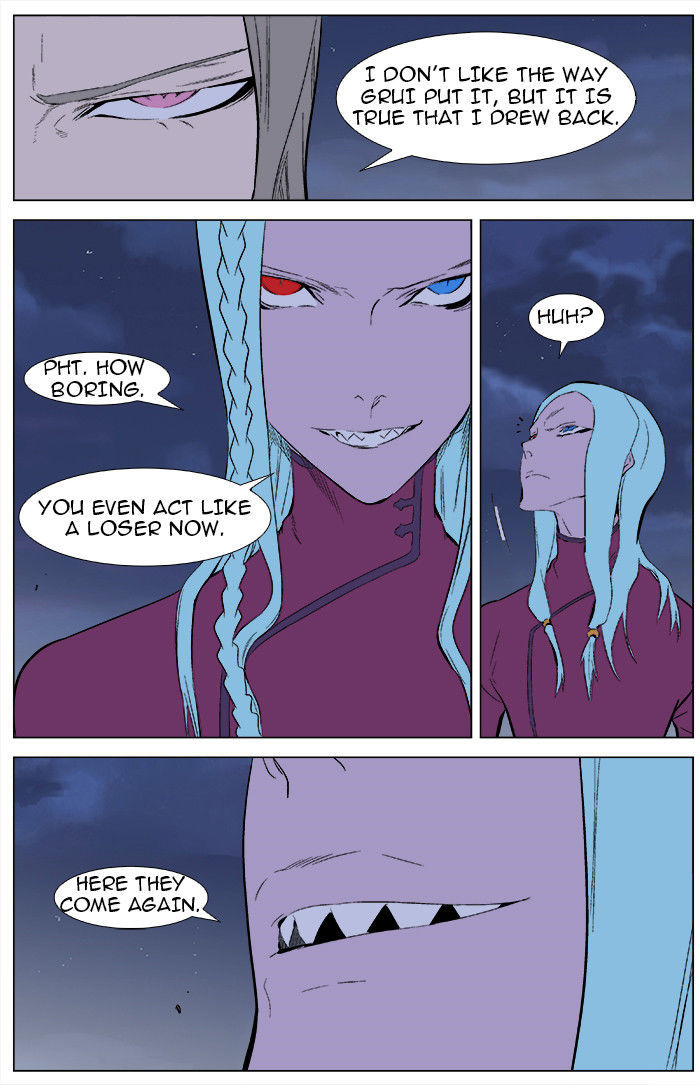 I DON'T LIKE THE WAY
GRUI PUT IT, BUT IT IS
TRUE THAT I DREW BACK.
PHT. HOW
BORING.
YOU EVEN ACT LIKE
A LOSER NOW.
HUH?
HERE THEY
COME AGAIN.